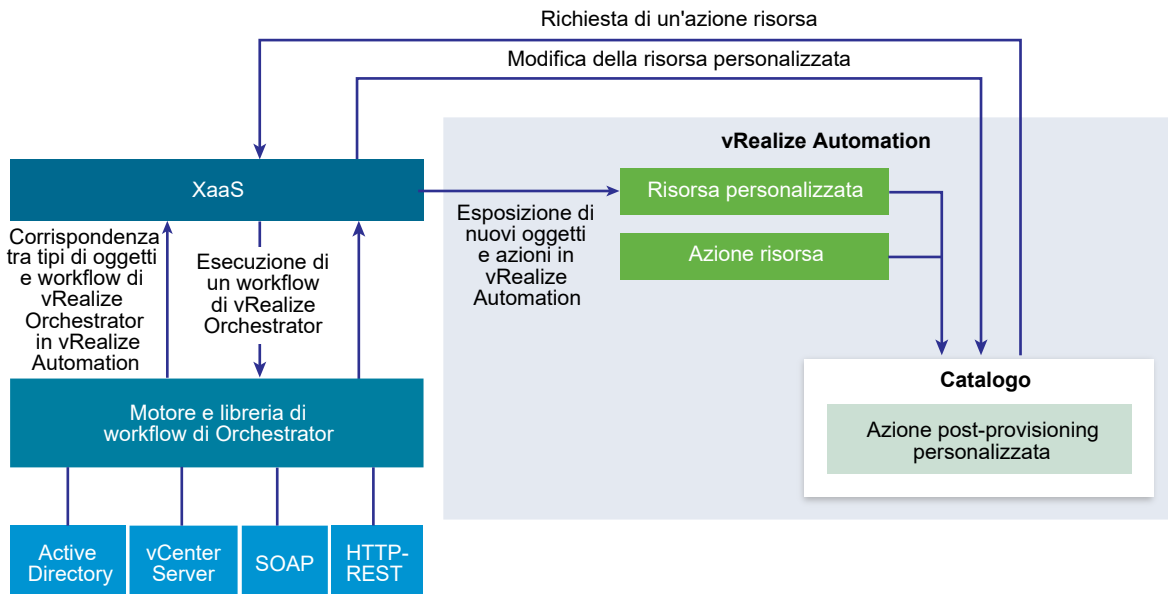 Richiesta di un'azione risorsa
Modifica della risorsa personalizzata
vRealize Automation
XaaS
Risorsa personalizzata
Azione risorsa
Esposizione di
nuovi oggetti
e azioni in
vRealize
Automation
Corrispondenza
tra tipi di oggetti
e workflow di
vRealize
Orchestrator
in vRealize
Automation
Esecuzione di
un workflow
di vRealize
Orchestrator
Catalogo
Azione post-provisioning
personalizzata
Motore e libreria di
workflow di Orchestrator
Active
Directory
vCenter
Server
SOAP
HTTP-
REST